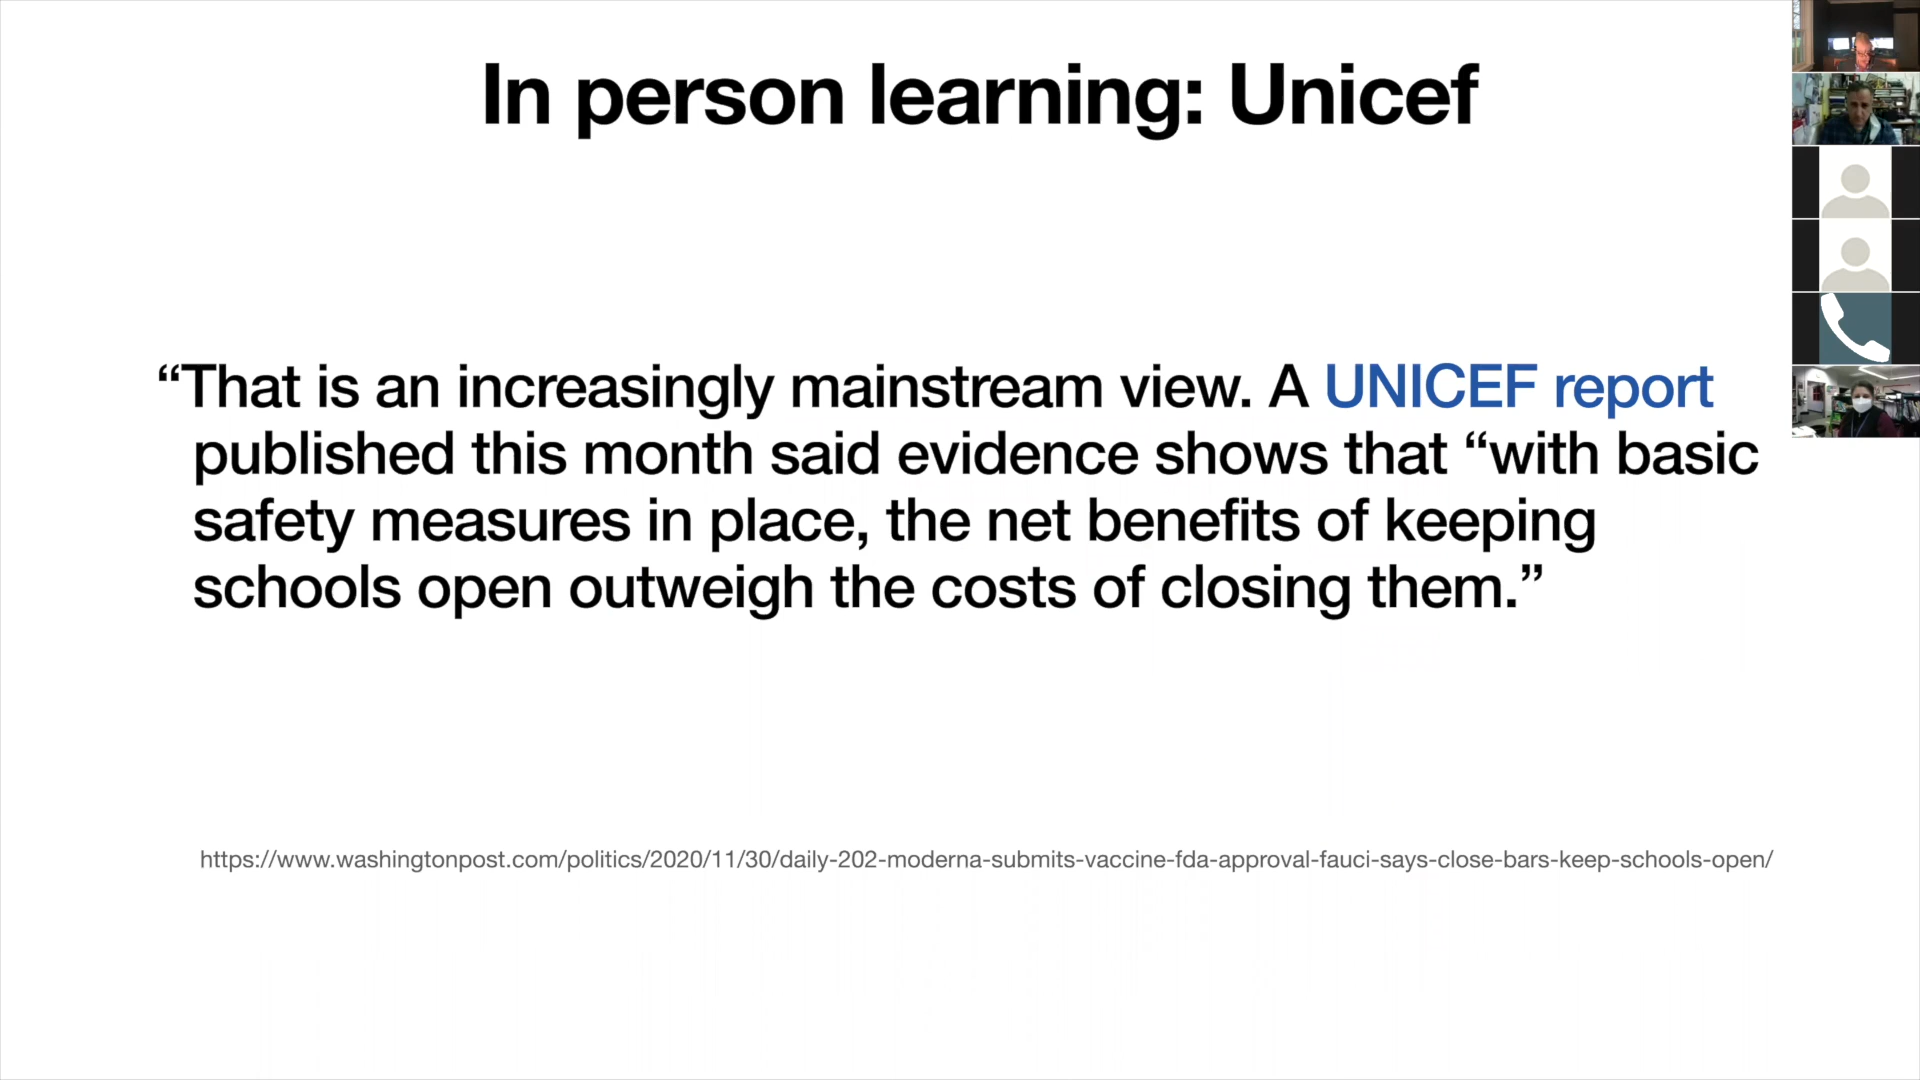 In person learning: Unicef
“That is an increasingly mainstream view. A UNICEF report
published this month said evidence shows that “with basic
safety measures in place, the net benefits of keeping
schools open outweigh the costs of closing them.”
https://www.washingtonpost.com/politics/2020/11/30/daily-202-moderna-submits-vaccine-fda-approval-fauci-says-close-bars-keep-schools-open/